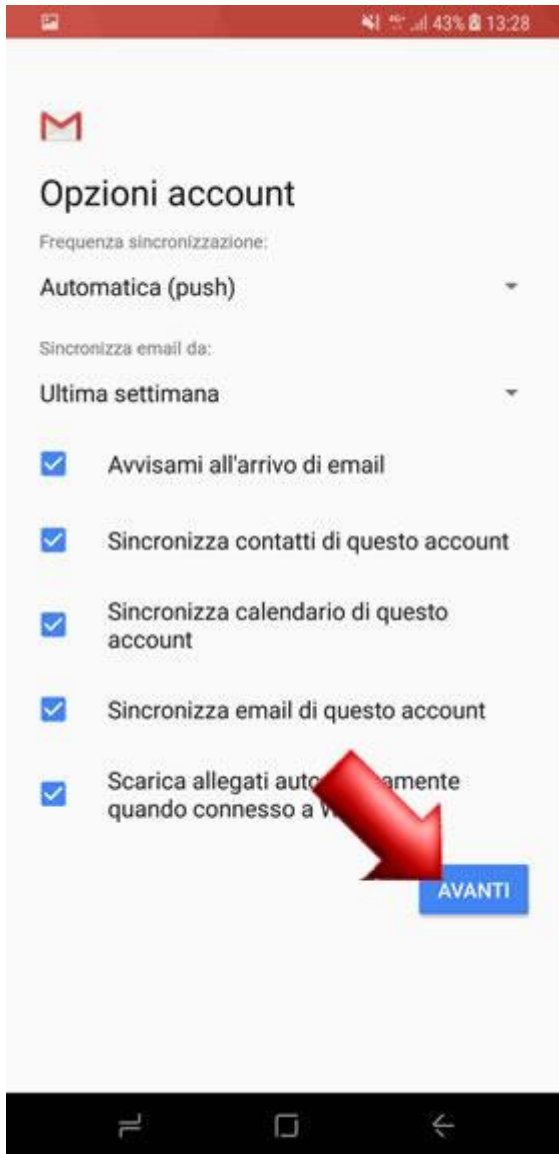 43% 13:28
Opzioni account
Frequenza sincronizzazione:
Automatica (push)
Sincronizza email da:
Ultima settimana
Avvisami all'arrivo di email
Sincronizza contatti di questo account
Sincronizza calendario di questo
account
Sincronizza email di questo account
Scarica allegati
quando connesso a
AVANTI